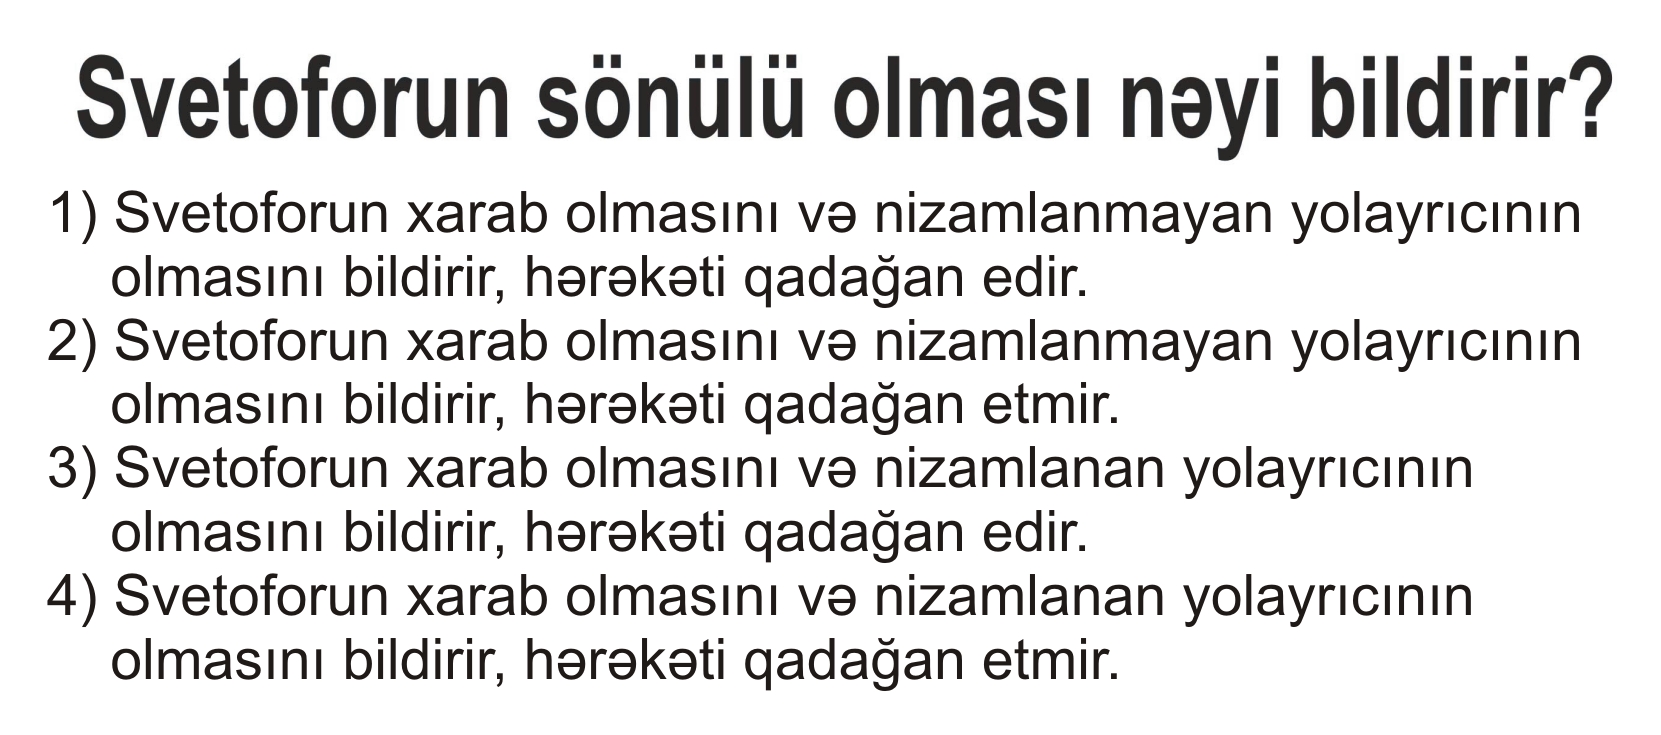 Svetoforun sönülü olması nəyi bildirir?
1) Svetoforun xarab olmasını və nizamlanmayan yolayrıcının
olmasını bildirir, hərəkəti qadağan edir.
2) Svetoforun xarab olmasını və nizamlanmayan yolayrıcının
olmasını bildirir, hərəkəti qadağan etmir.
3) Svetoforun xarab olmasını və nizamlanan yolayrıcının
olmasını bildirir, hərəkəti qadağan edir.
4) Svetoforun xarab olmasını və nizamlanan yolayrıcının
olmasını bildirir, hərəkəti qadağan etmir.